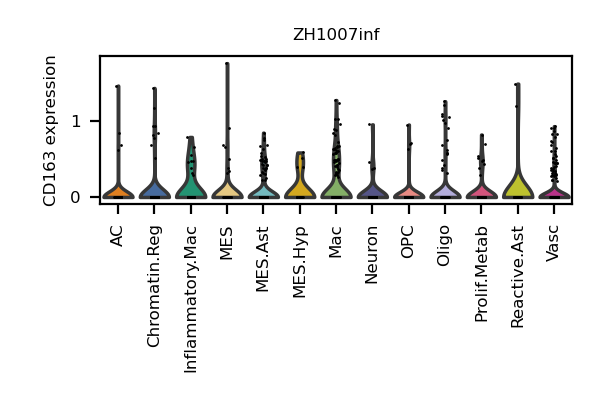 ZH1007inf
CD163 expression
1
0
AC
Chromatin.Reg
Inflammatory.Mac
MES
MES.Ast
MES.Hyp
Mac
Neuron
OPC
Oligo
Prolif.Metab
Reactive.Ast
Vasc